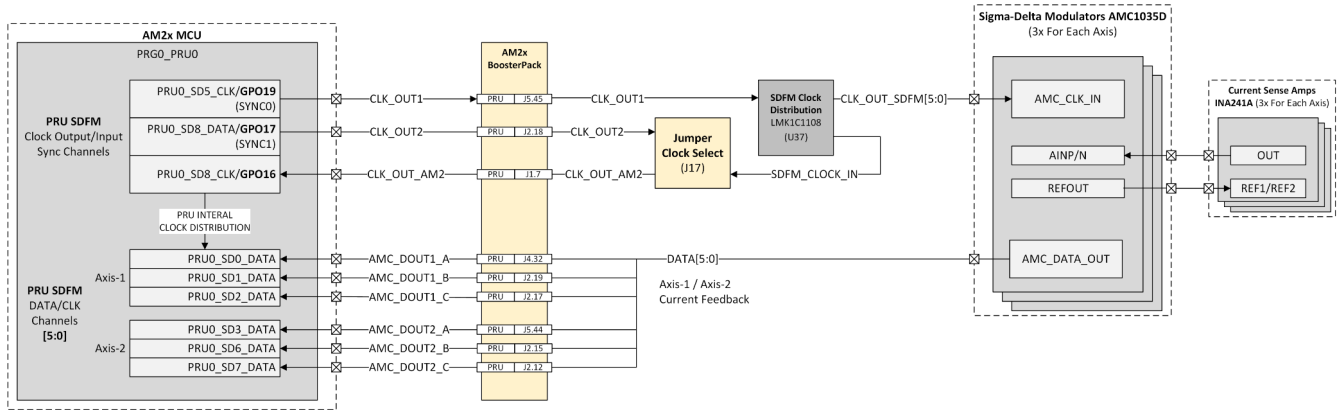 AM2x MCU
PRG0_PRU0
PRU SDFM
Clock Output/Input
Sync Channels
PRU0_SD5_CLK/GPO19
(SYNC0)
PRU0_SD8_DATA/GPO17
(SYNC1)
PRU0_SD8_CLK/GPO16
PRU INTERAL
CLOCK DISTRIBUTION
PRU SDFM
DATA/CLK
Channels
[5:0]
Axis-1
PRU0_SD0_DATA
PRU0_SD1_DATA
PRU0_SD2_DATA
Axis-2
PRU0_SD3_DATA
PRU0_SD6_DATA
PRU0_SD7_DATA
CLK_OUT1
CLK_OUT2
CLK_OUT_AM2
AMC_DOUT1_A
AMC_DOUT1_B
AMC_DOUT1_C
AMC_DOUT2_A
AMC_DOUT2_B
AMC_DOUT2_C
AM2x
BoosterPack
PRU J5.45
PRU J2.18
PRU J1.7
PRU J4.32
PRU J2.19
PRU J2.17
PRU J5.44
PRU J2.15
PRU J2.12
CLK_OUT1
CLK_OUT2
CLK_OUT_AM2
Jumper
Clock Select
(J17)
SDFM Clock
Distribution
LMK1C1108
(U37)
SDFM_CLOCK_IN
CLK_OUT_SDFM[5:0]
DATA[5:0]
Axis-1 / Axis-2
Current Feedback
Sigma-Delta Modulators AMC1035D
(3x For Each Axis)
AMC_CLK_IN
AINP/N
REFOUT
AMC_DATA_OUT
Current Sense Amps
INA241A (3x For Each Axis)
OUT
REF1/REF2